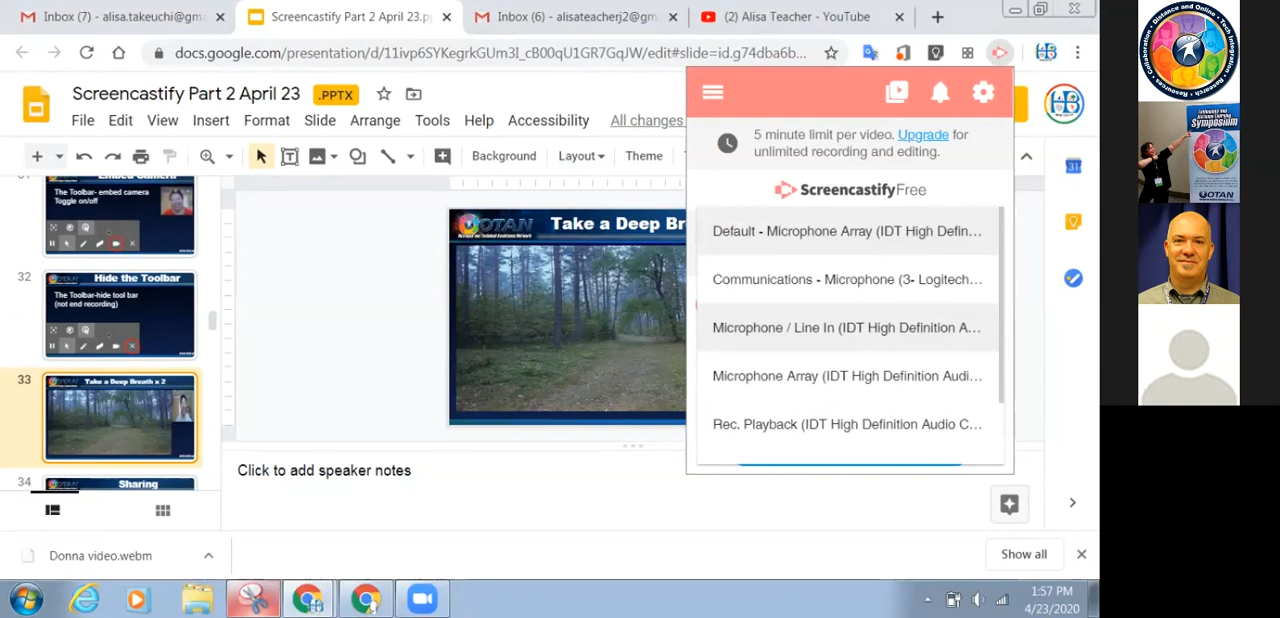 Inbox (7) - alisa.takeuchi@gm
Screencastify Part 2 April 23.p
Inbox (6) - alisateacherj2@gm
(2) Alisa Teacher - YouTube
docs.google.com/presentation/d/11ivp6SYRegrkGUm3l_cB00qU1GR7GqJW/edit#slide=id.g74dba6b...
Screencastify Part 2 April 23
.PPTX
File Edit View Insert Format Slide Arrange Tools Help Accessibility All changes
Background Layout Theme
5 minute limit per video. Upgrade for
unlimited recording and editing.
Screencastify Free
Default - Microphone Array (IDT High Defin...
Communications - Microphone (3- Logitech...
Microphone / Line In (IDT High Definition A...
Microphone Array (IDT High Definition Audi...
Rec. Playback (IDT High Definition Audio C...
The Toolbar- embed camera
Toggle on/off
32
Hide the Toolbar
The Toolbar-hide tool bar
(not end recording)
33
Take a Deep Breath x 2
34
Sharing
OTAN
Take a Deep Br
Click to add speaker notes
Donna video.webm
Show all
1:57 PM
4/23/2020
Symposium
OTAN